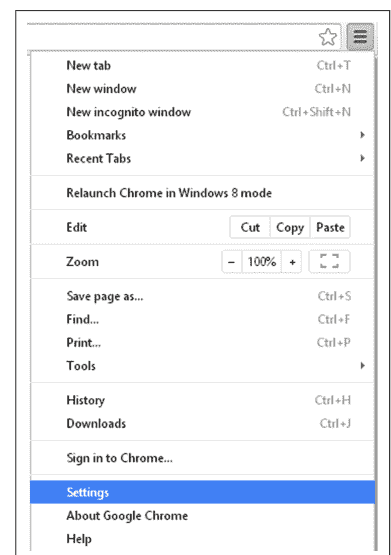 New tab Ctrl+T
New window Ctrl+N
New incognito window Ctrl+Shift+N
Bookmarks
Recent Tabs
Relaunch Chrome in Windows 8 mode
Edit Cut Copy Paste
Zoom − 100% +
Save page as... Ctrl+S
Find... Ctrl+F
Print... Ctrl+P
Tools
History Ctrl+H
Downloads Ctrl+J
Sign in to Chrome...
Settings
About Google Chrome
Help